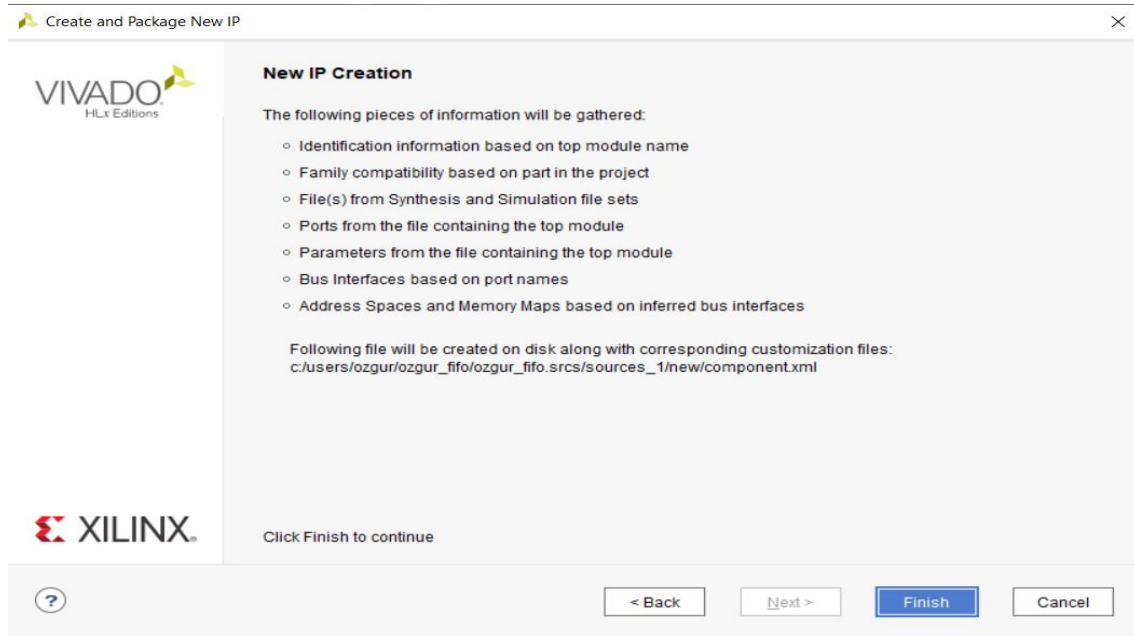 Create and Package New IP
VIVADO.
HLx Editions
New IP Creation
The following pieces of information will be gathered:
Identification information based on top module name
Family compatibility based on part in the project
File(s) from Synthesis and Simulation file sets
Ports from the file containing the top module
Parameters from the file containing the top module
Bus Interfaces based on port names
Address Spaces and Memory Maps based on inferred bus interfaces
Following file will be created on disk along with corresponding customization files:
c:/users/ozgur/ozgur_fifo/ozgur_fifo.srcs/sources_1/new/component.xml
XILINX.
Click Finish to continue
?
< Back
Next >
Finish
Cancel